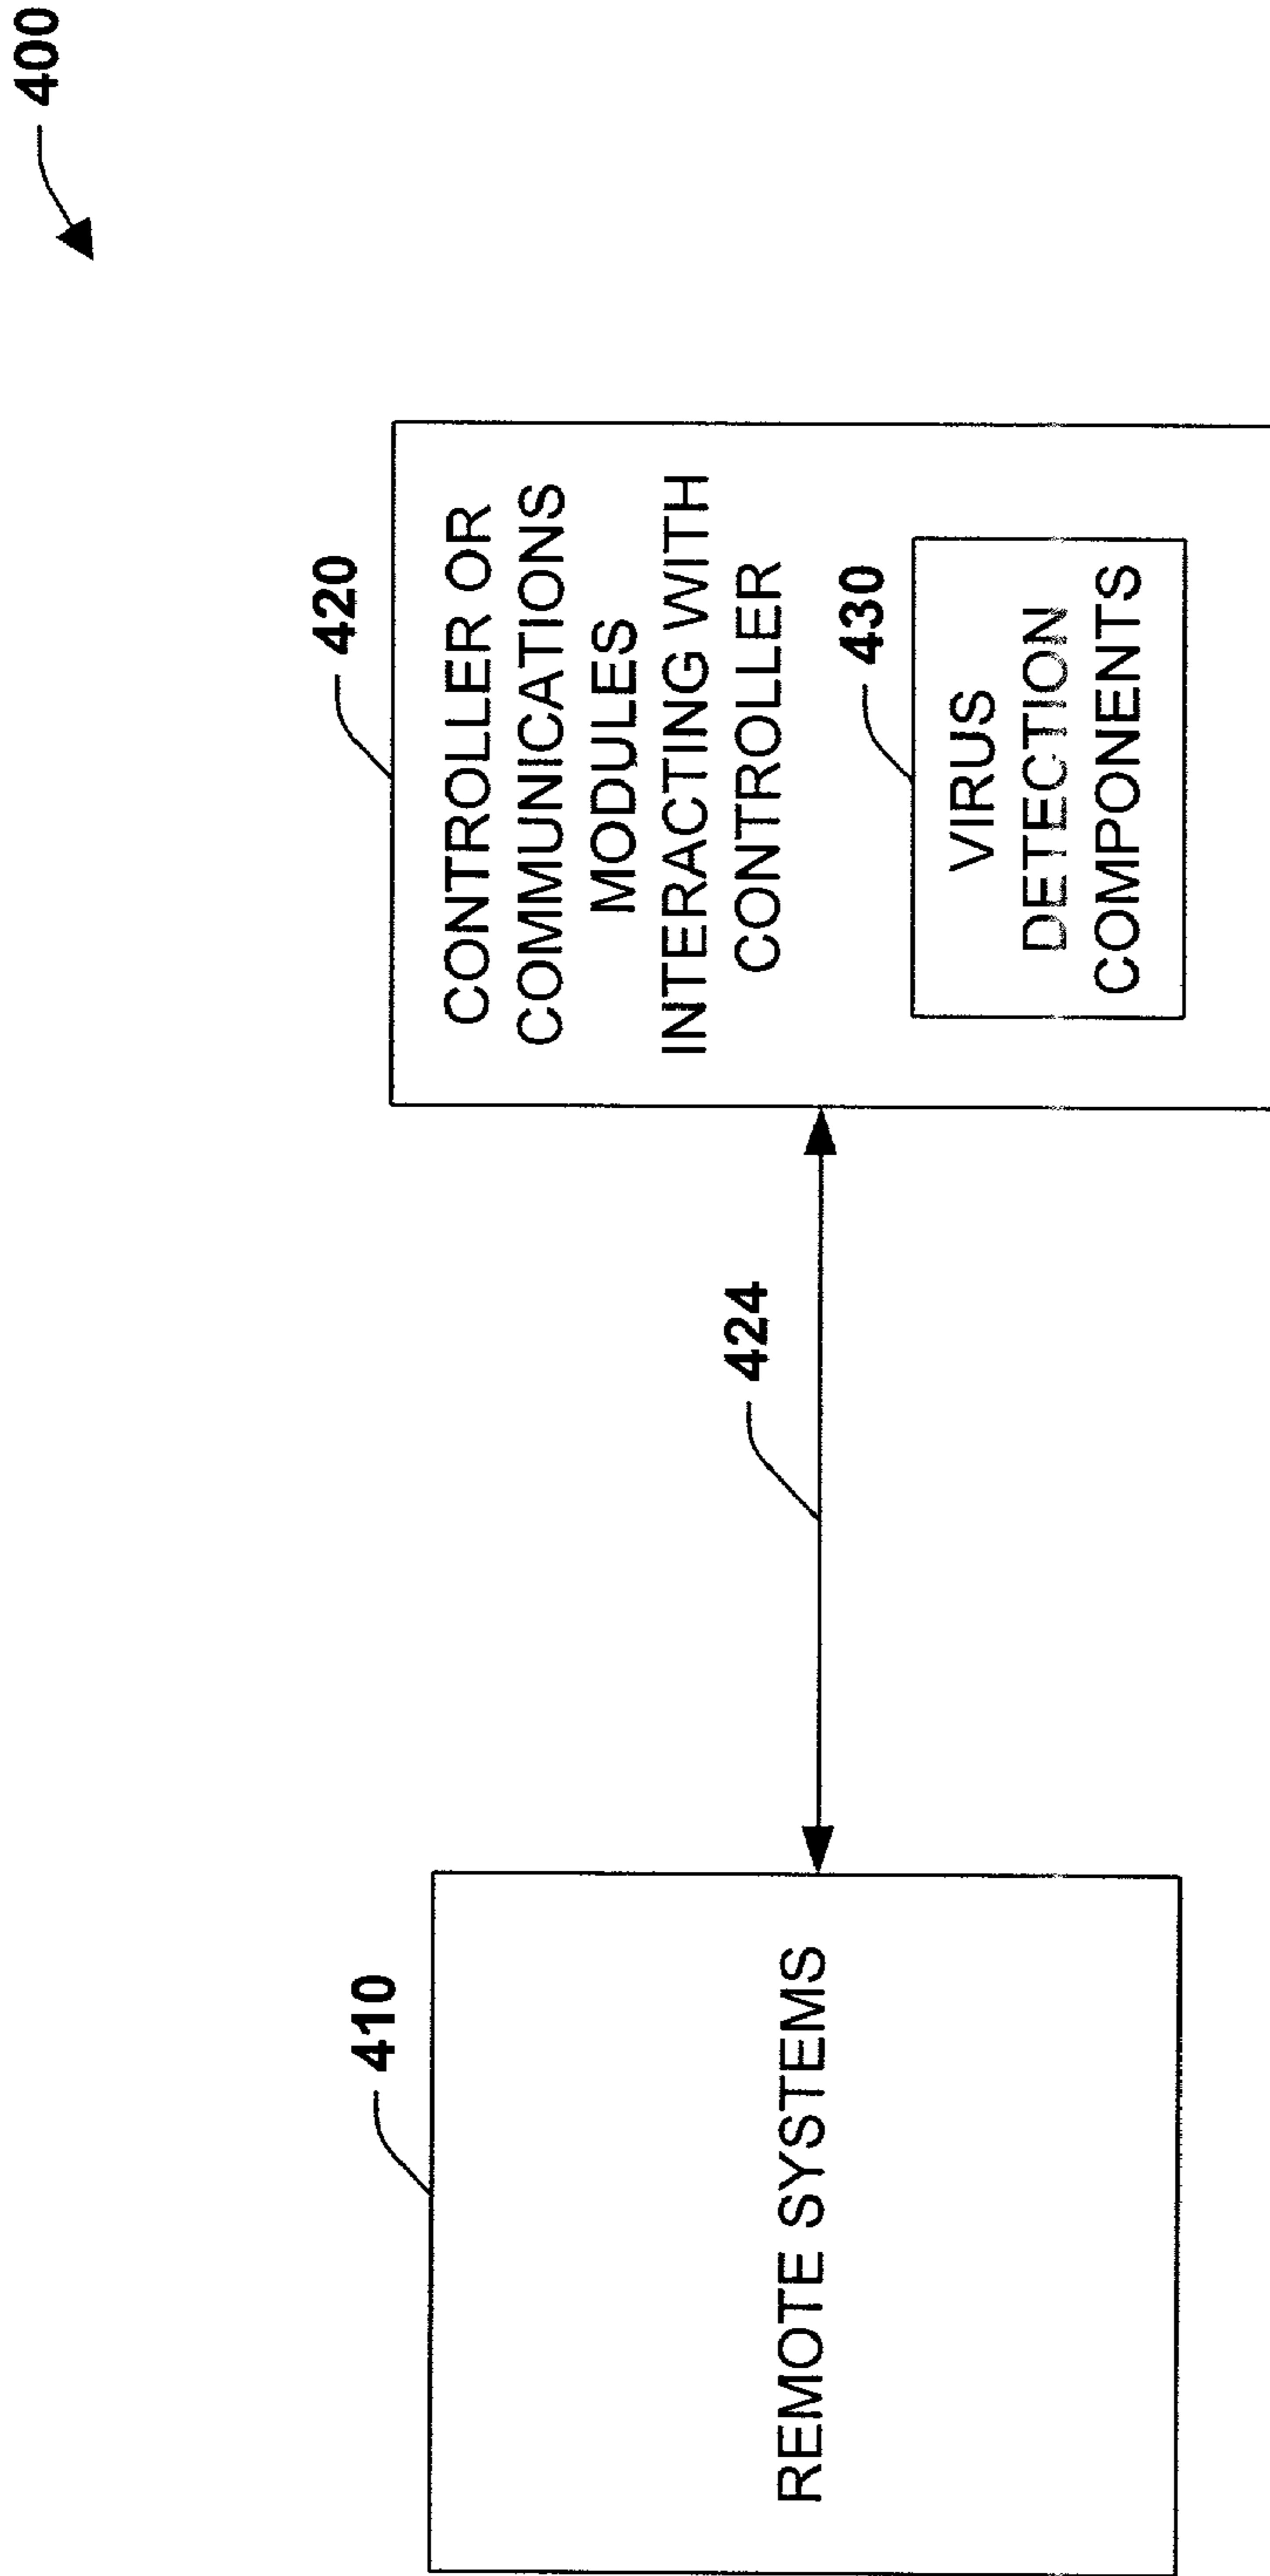 400
410
REMOTE SYSTEMS
424
420
CONTROLLER OR
COMMUNICATIONS
MODULES
INTERACTING WITH
CONTROLLER
430
VIRUS
DETECTION
COMPONENTS